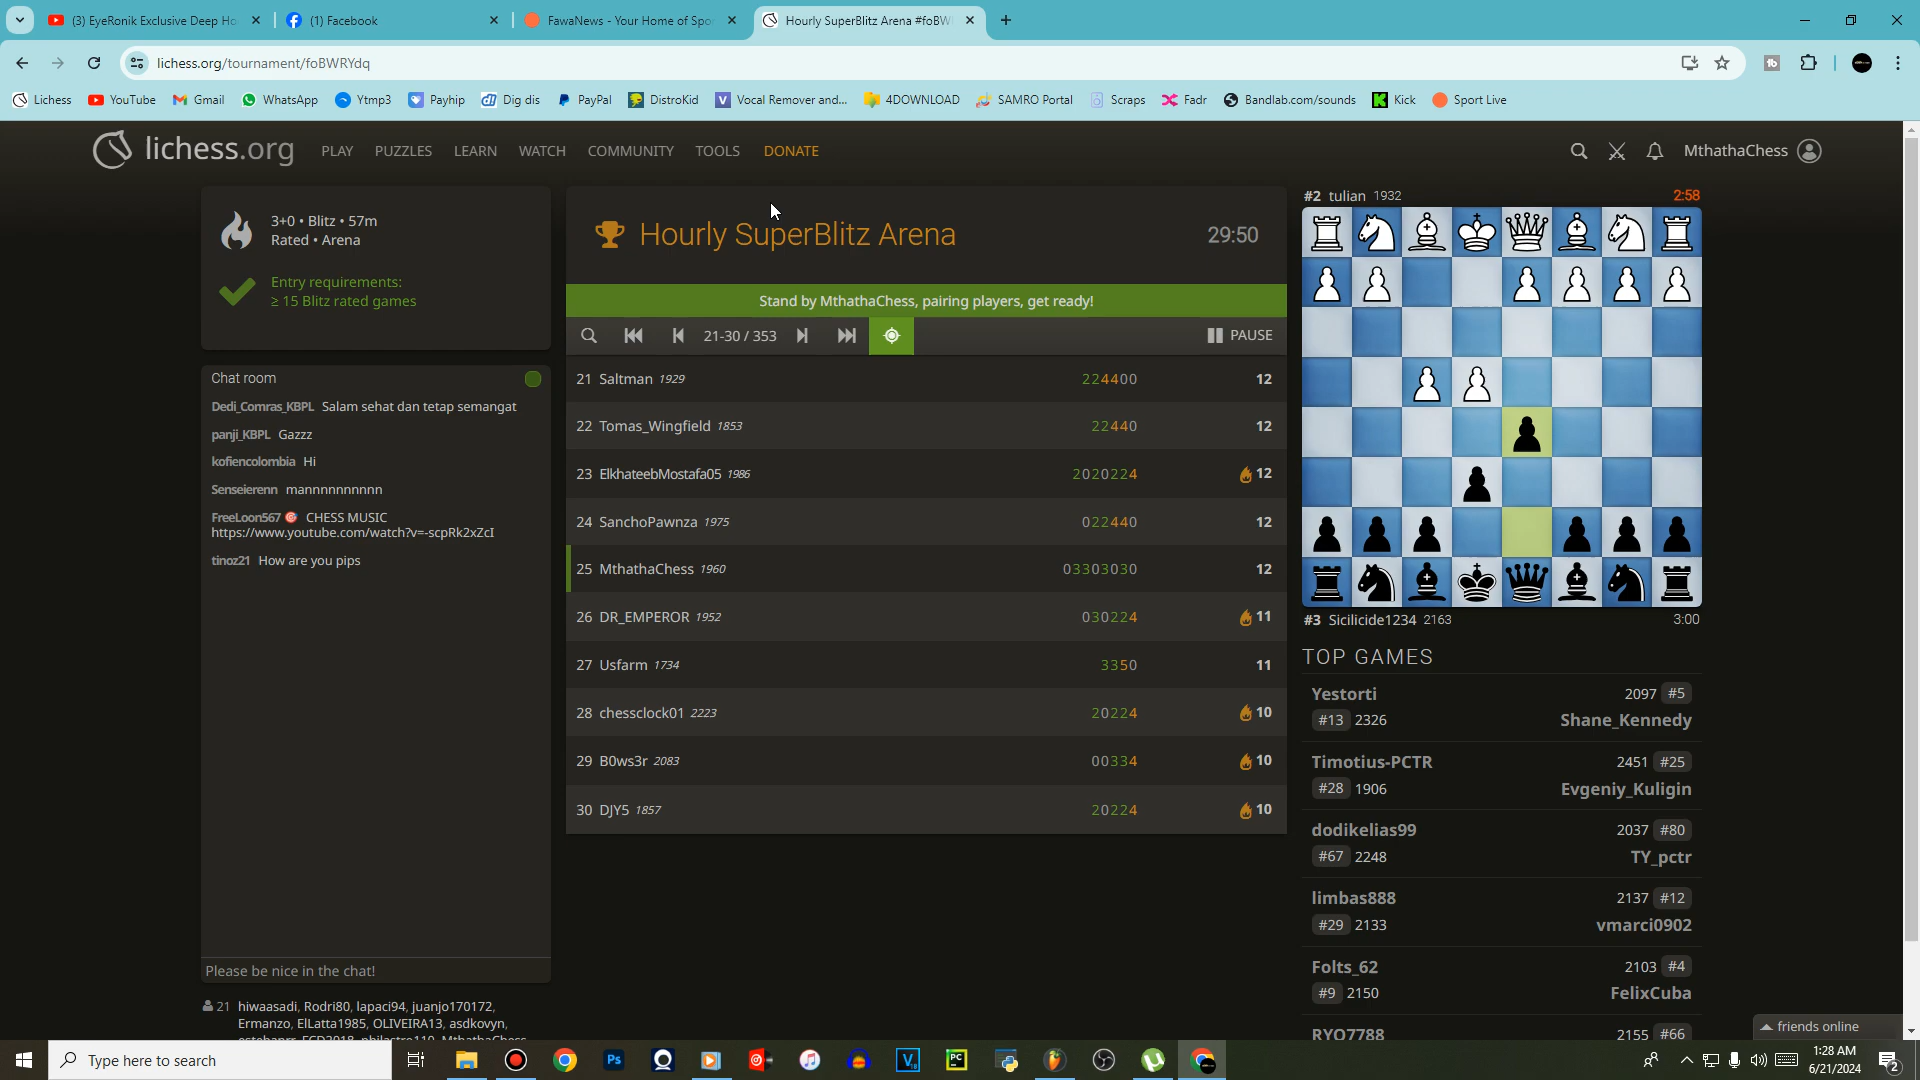 (3) EyeRonik Exclusive Deep Ho
(1) Facebook
FawaNews - Your Home of Spo
Hourly SuperBlitz Arena #foBW
lichess.org/tournament/foBWRYdq
Lichess
YouTube
Gmail
WhatsApp
Ytmp3
Payhip
Dig dis
PayPal
DistroKid
Vocal Remover and...
4DOWNLOAD
SAMRO Portal
Scraps
Fadr
Bandlab.com/sounds
Kick
Sport Live
lichess.org
PLAY
PUZZLES
LEARN
WATCH
COMMUNITY
TOOLS
DONATE
MthathaChess
3+0 • Blitz • 57m
Rated • Arena
Entry requirements:
≥ 15 Blitz rated games
Chat room
Dedi_Comras_KBPL Salam sehat dan tetap semangat
panji_KBPL Gazzz
kofiencolombia Hi
Senseierenn mannnnnnnnnn
FreeLoon567 CHESS MUSIC
https://www.youtube.com/watch?v=-scpRk2xZcI
tinoz21 How are you pips
Please be nice in the chat!
21 hiwaasadi, Rodri80, lapaci94, juanjo170172,
Ermanzo, ElLatta1985, OLIVEIRA13, asdkovyn,
Hourly SuperBlitz Arena 29:50
Stand by MthathaChess, pairing players, get ready!
21-30 / 353 PAUSE
21 Saltman 1929 224400 12
22 Tomas_Wingfield 1853 22440 12
23 ElkhateebMostafa05 1986 2020224 12
24 SanchoPawnza 1975 022440 12
25 MthathaChess 1960 03303030 12
26 DR_EMPEROR 1952 030224 11
27 Usfarm 1734 3350 11
28 chessclock01 2223 20224 10
29 B0ws3r 2083 00334 10
30 DJY5 1857 20224 10
#2 tulian 1932 2:58
#3 Sicilicide1234 2163 3:00
TOP GAMES
Yestorti 2097 #5
#13 2326 Shane_Kennedy
Timotius-PCTR 2451 #25
#28 1906 Evgeniy_Kuligin
dodikelias99 2037 #80
#67 2248 TY_pctr
limbas888 2137 #12
#29 2133 vmarci0902
Folts_62 2103 #4
#9 2150 FelixCuba
RYO7788 2155 #66
friends online
Type here to search
1:28 AM
6/21/2024
2